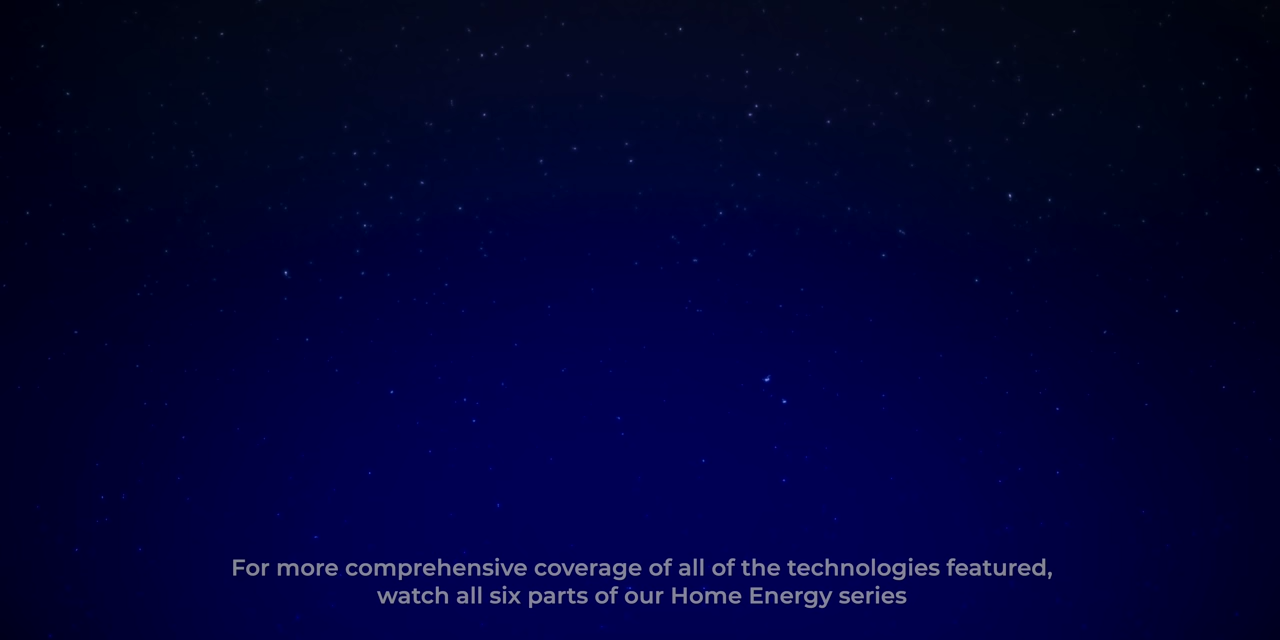 For more comprehensive coverage of all of the technologies featured,
watch all six parts of our Home Energy series